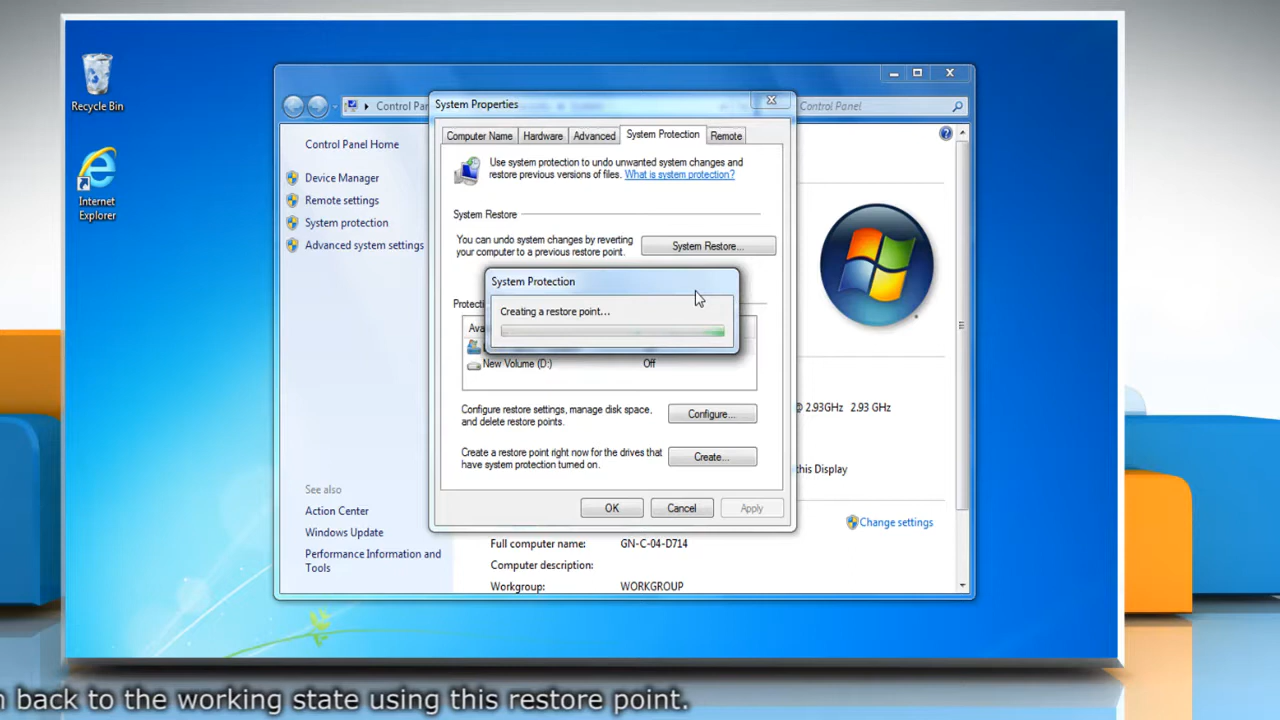 Recycle Bin
Internet
Explorer
Control Pa
Control Panel
Control Panel Home
Device Manager
Remote settings
System protection
Advanced system settings
See also
Action Center
Windows Update
Performance Information and
Tools
System Properties
Computer Name
Hardware
Advanced
System Protection
Remote
Use system protection to undo unwanted system changes and
restore previous versions of files. What is system protection?
System Restore
You can undo system changes by reverting
your computer to a previous restore point.
System Restore...
System Protection
Creating a restore point...
Protecti
Ava
New Volume (D:) Off
Configure restore settings, manage disk space,
and delete restore points.
Configure...
Create a restore point right now for the drives that
have system protection turned on.
Create...
OK
Cancel
Apply
@ 2.93GHz 2.93 GHz
this Display
Change settings
Full computer name: GN-C-04-D714
Computer description:
Workgroup: WORKGROUP
back to the working state using this restore point.